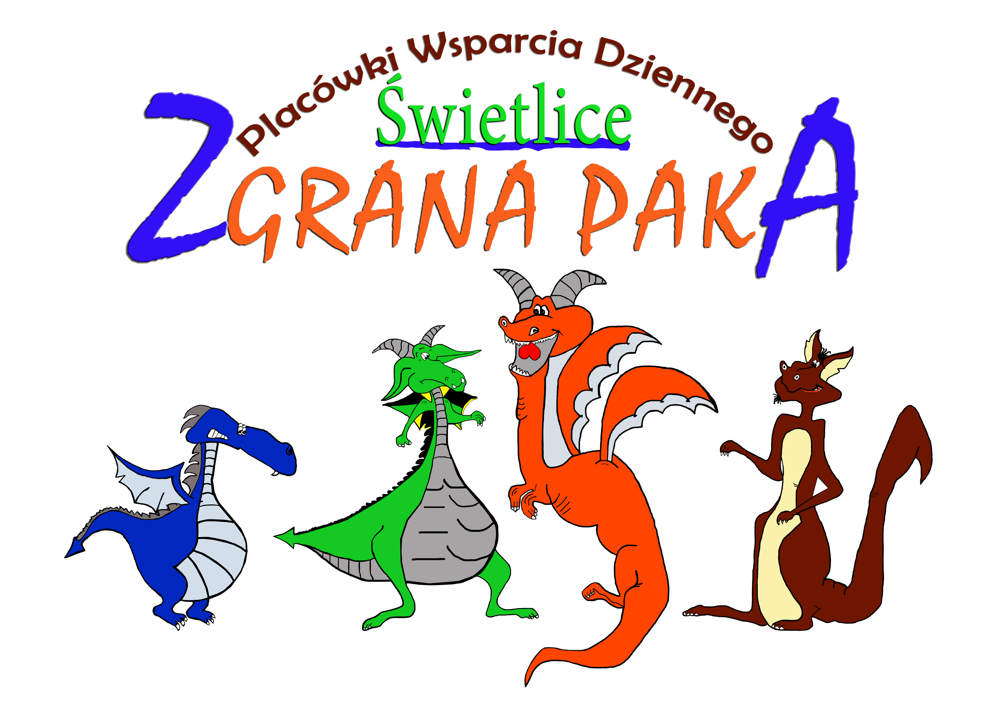 Placówki Wsparcia Dziennego
Świetlice
ZGRANA PAKA